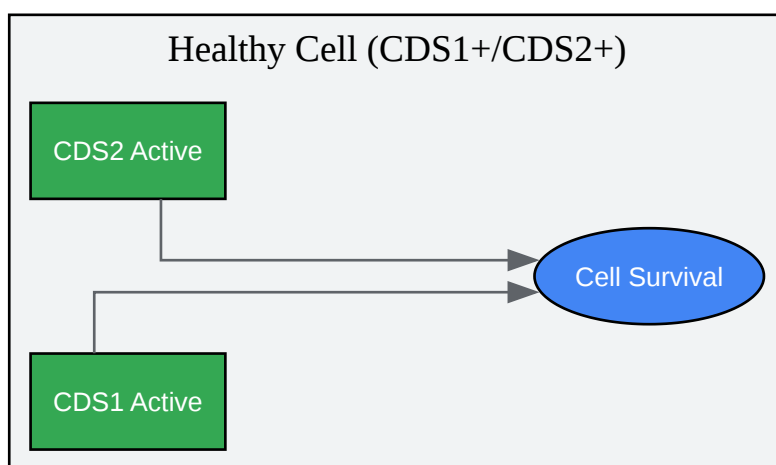 Healthy Cell (CDS1+/CDS2+)
CDS2 Active
Cell Survival
CDS1 Active